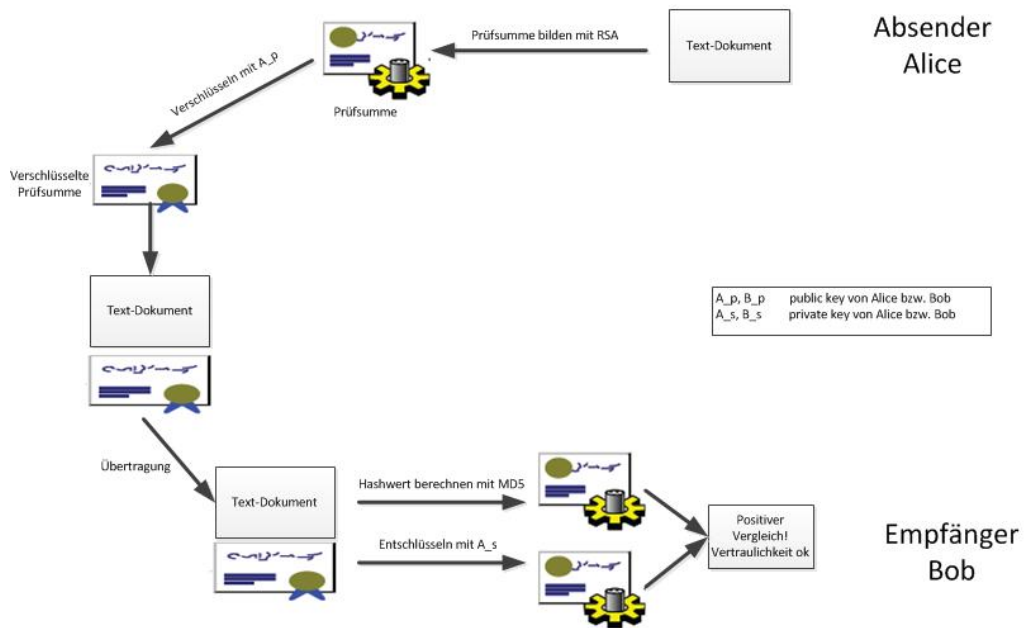 Absender
Alice
Text-Dokument
Prüfsumme bilden mit RSA
Prüfsumme
Verschlüsseln mit A_p
Verschlüsselte
Prüfsumme
Text-Dokument
A_p, B_p public key von Alice bzw. Bob
A_s, B_s private key von Alice bzw. Bob
Übertragung
Text-Dokument
Hashwert berechnen mit MD5
Entschlüsseln mit A_s
Positiver
Vergleich!
Vertraulichkeit ok
Empfänger
Bob